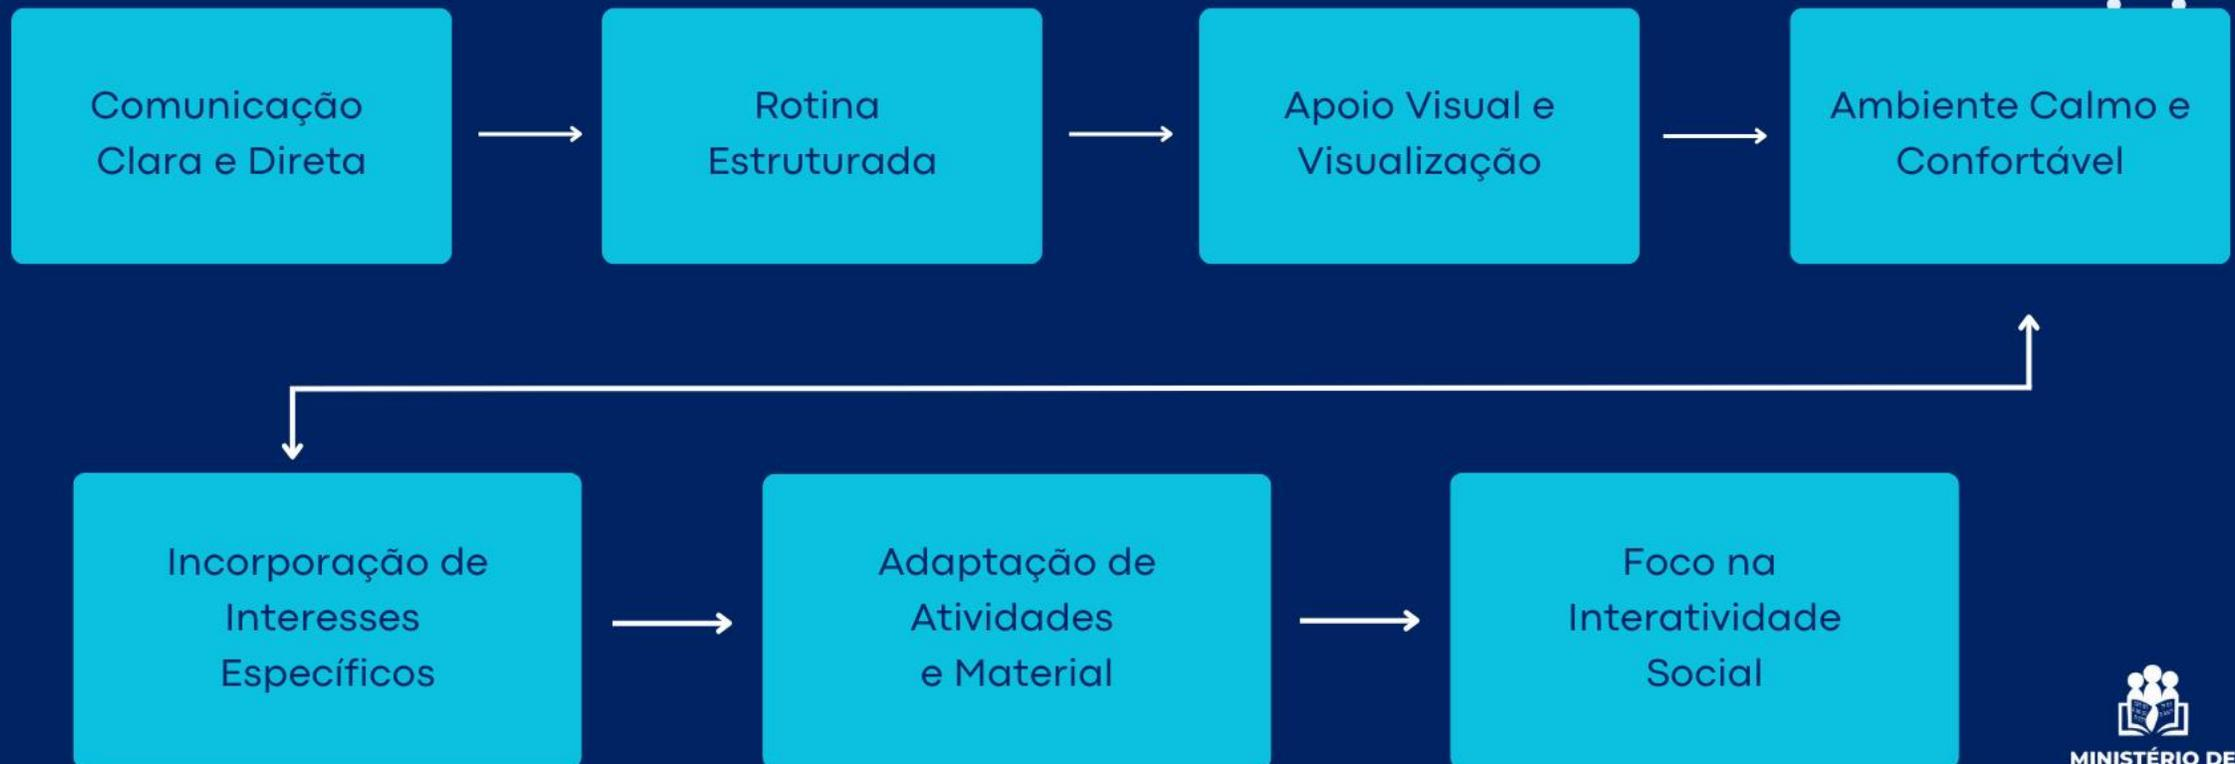 Comunicação
Clara e Direta
Rotina
Estruturada
Apoio Visual e
Visualização
Ambiente Calmo e
Confortável
Incorporação de
Interesses
Específicos
Adaptação de
Atividades
e Material
Foco na
Interatividade
Social
MINISTÉRIO DE